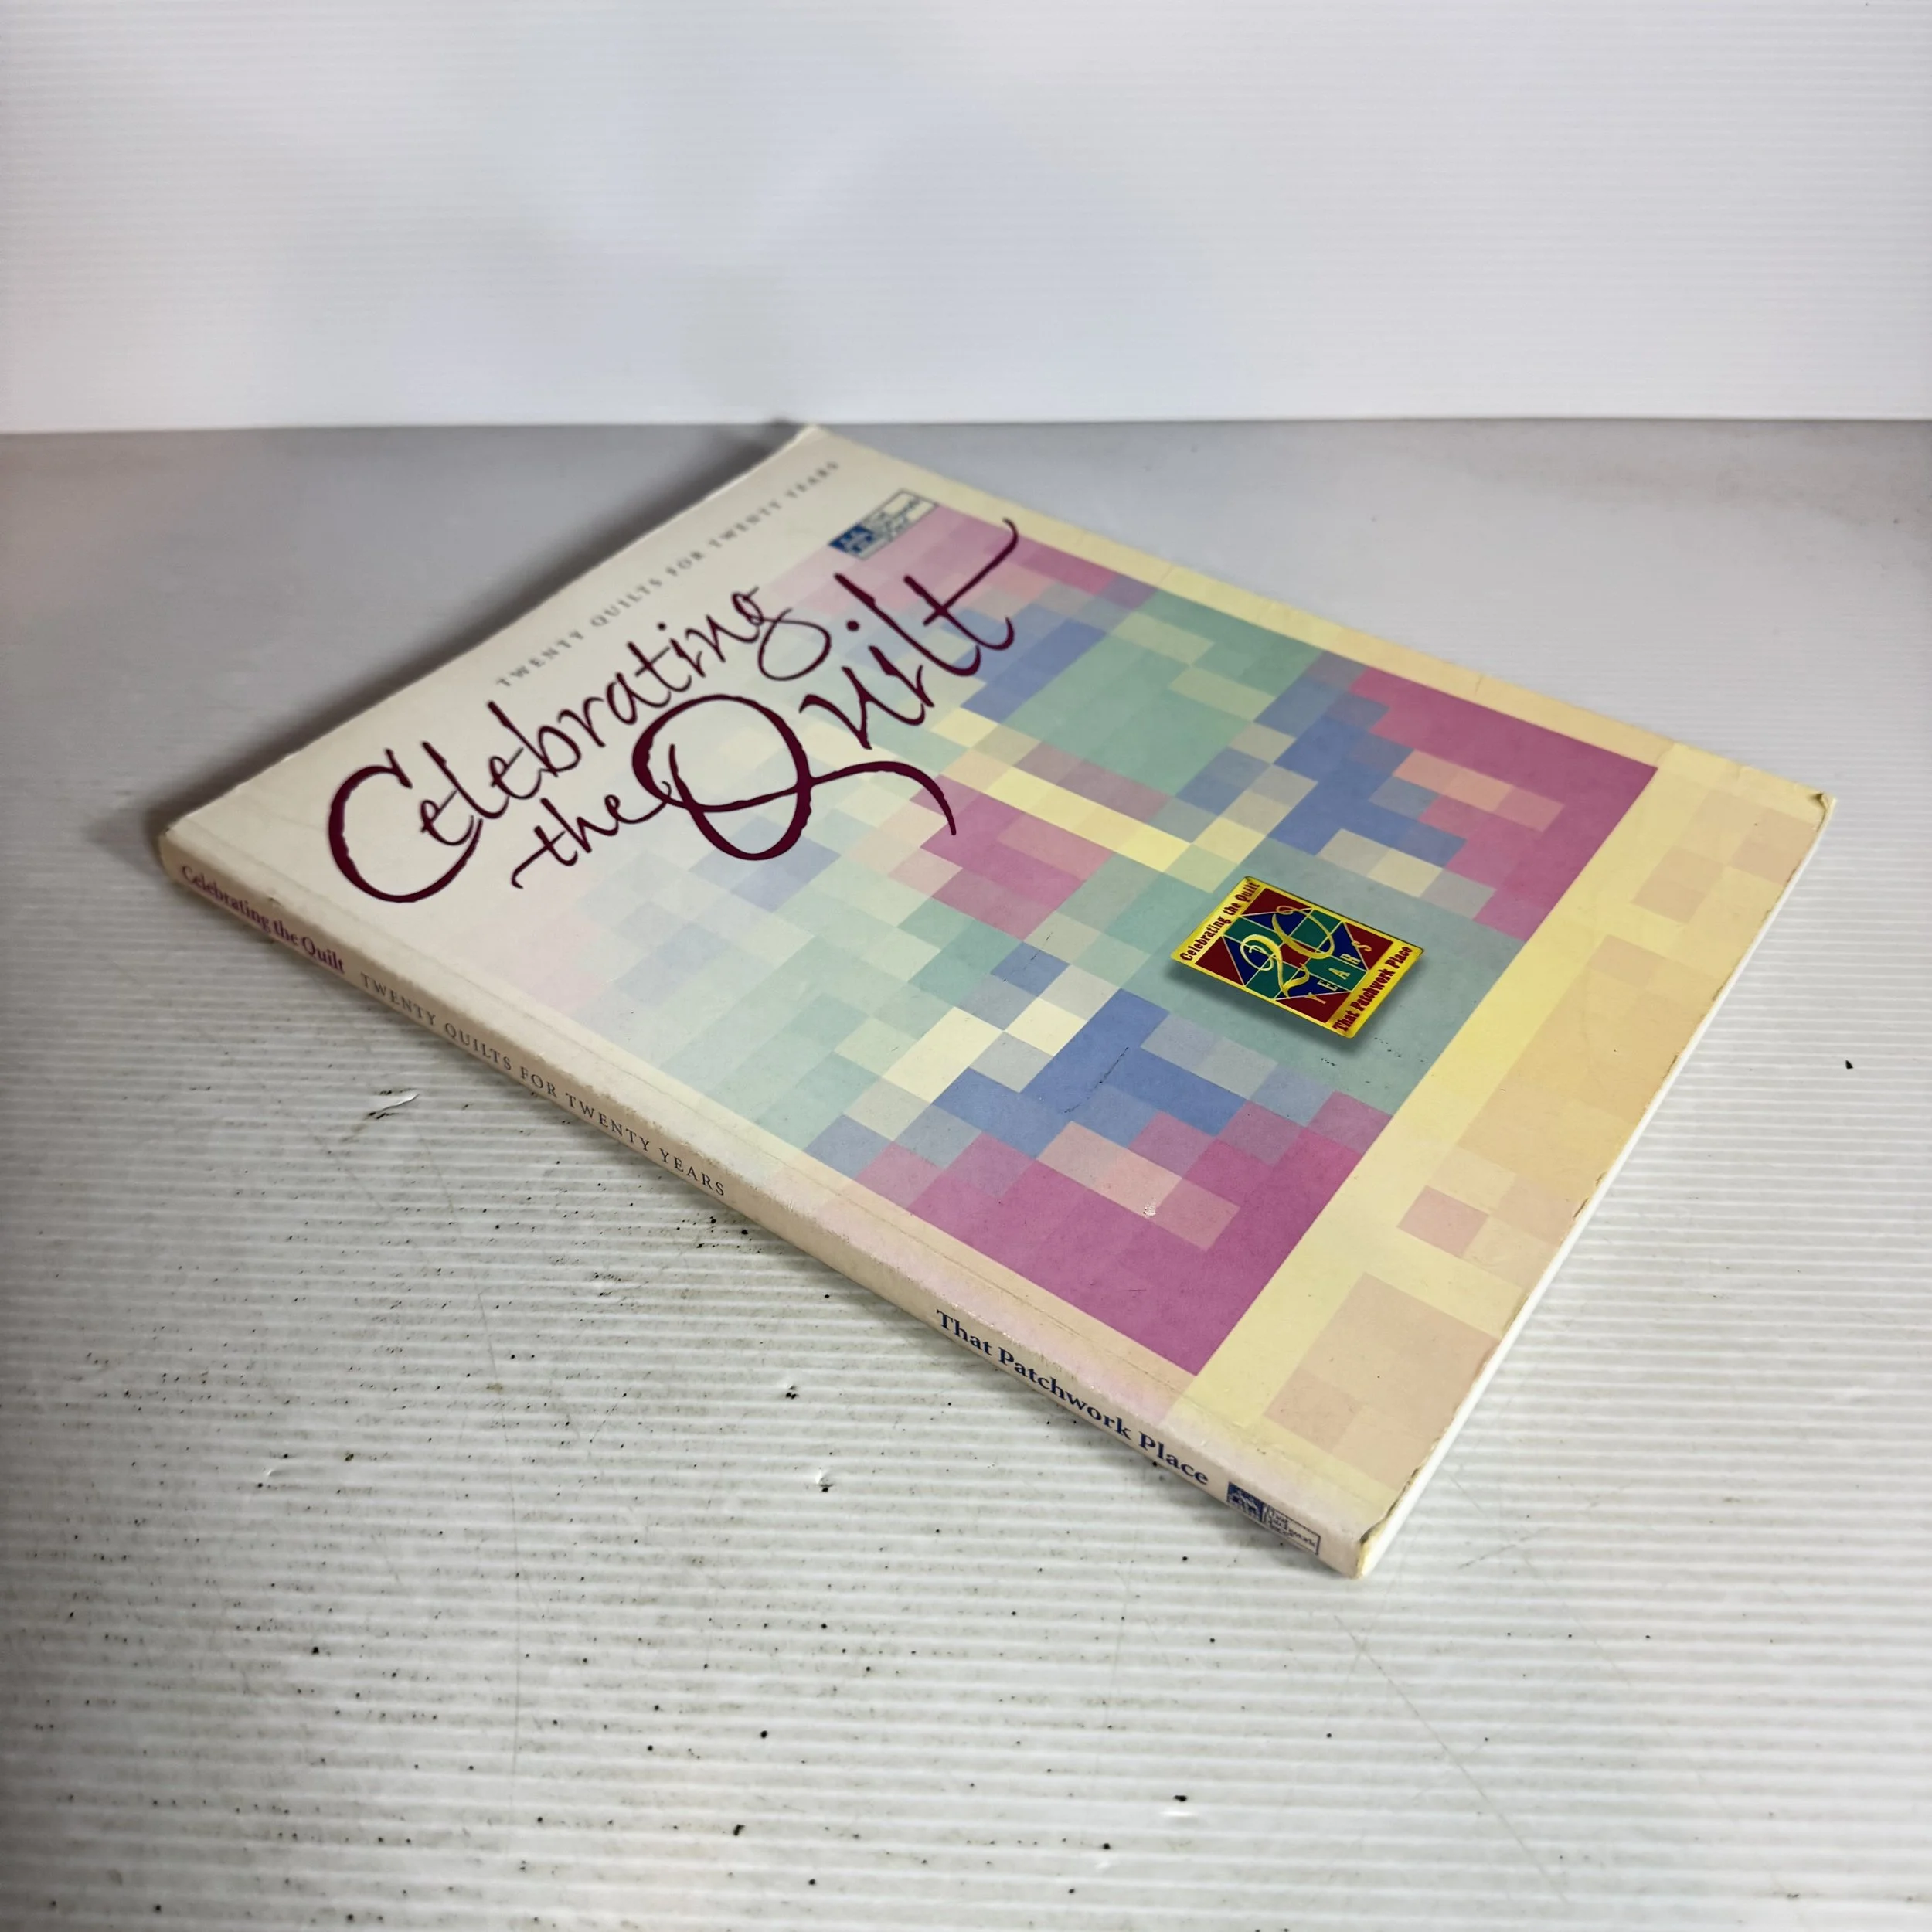 TWENTY QUILTS FOR TWENTY YEARS
Celebrating
the Quilt
Celebrating the Quilt
20
YEARS
That Patchwork Place
Celebrating the Quilt TWENTY QUILTS FOR TWENTY YEARS That Patchwork Place